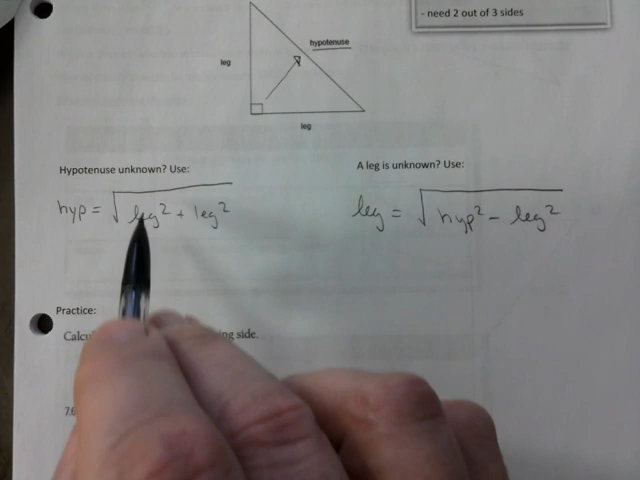 - need 2 out of 3 sides
hypotenuse
leg
leg
Hypotenuse unknown? Use:
A leg is unknown? Use:
hyp = √leg² + leg²
leg = √hyp² - leg²
Practice:
side.